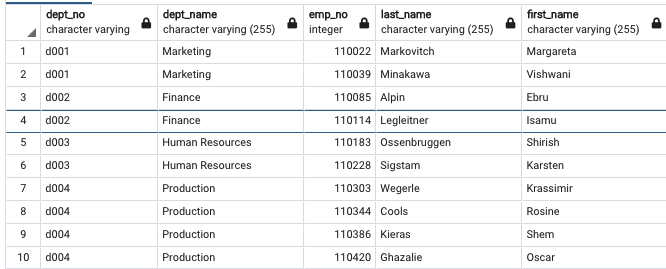 dept_no dept_name emp_no last_name first_name
character varying character varying (255) integer character varying (255) character varying (255)
1 d001 Marketing 110022 Markovitch Margareta
2 d001 Marketing 110039 Minakawa Vishwani
3 d002 Finance 110085 Alpin Ebru
4 d002 Finance 110114 Legleitner Isamu
5 d003 Human Resources 110183 Ossenbruggen Shirish
6 d003 Human Resources 110228 Sigstam Karsten
7 d004 Production 110303 Wegerle Krassimir
8 d004 Production 110344 Cools Rosine
9 d004 Production 110386 Kieras Shem
10 d004 Production 110420 Ghazalie Oscar